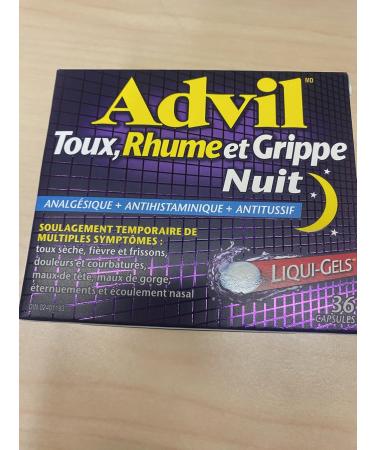 Advil MD
Toux, Rhume et Grippe
Nuit
ANALGÉSIQUE + ANTIHISTAMINIQUE + ANTITUSSIF
SOULAGEMENT TEMPORAIRE DE
MULTIPLES SYMPTÔMES :
toux sèche, fièvre et frissons,
douleurs et courbatures,
maux de tête, maux de gorge,
éternuements et écoulement nasal
LIQUI-GELS
36
CAPSULES